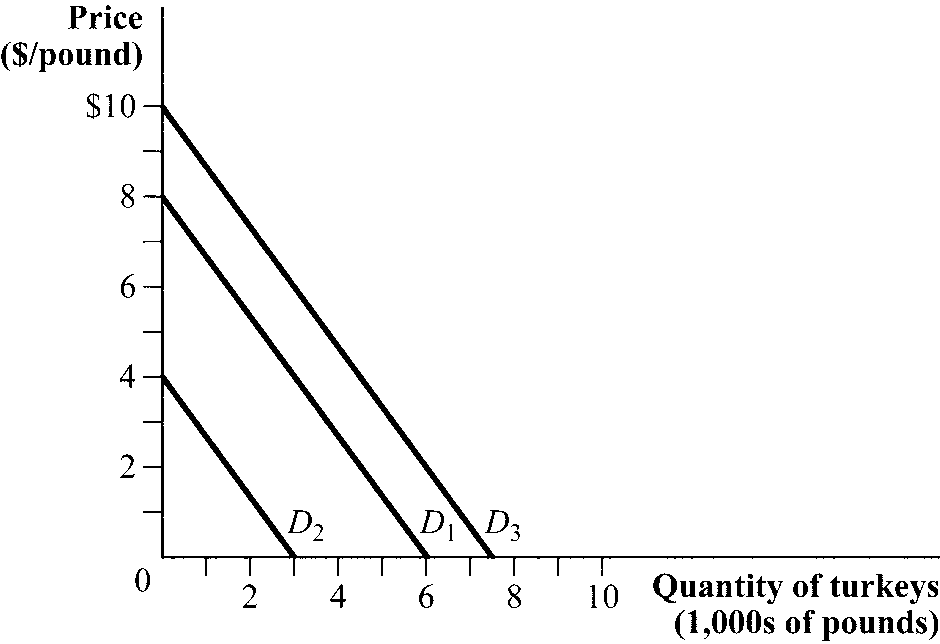 Price
($/pound)
$10
8
6
4
2
D2 D1 D3
0
2 4 6 8 10
Quantity of turkeys
(1,000s of pounds)